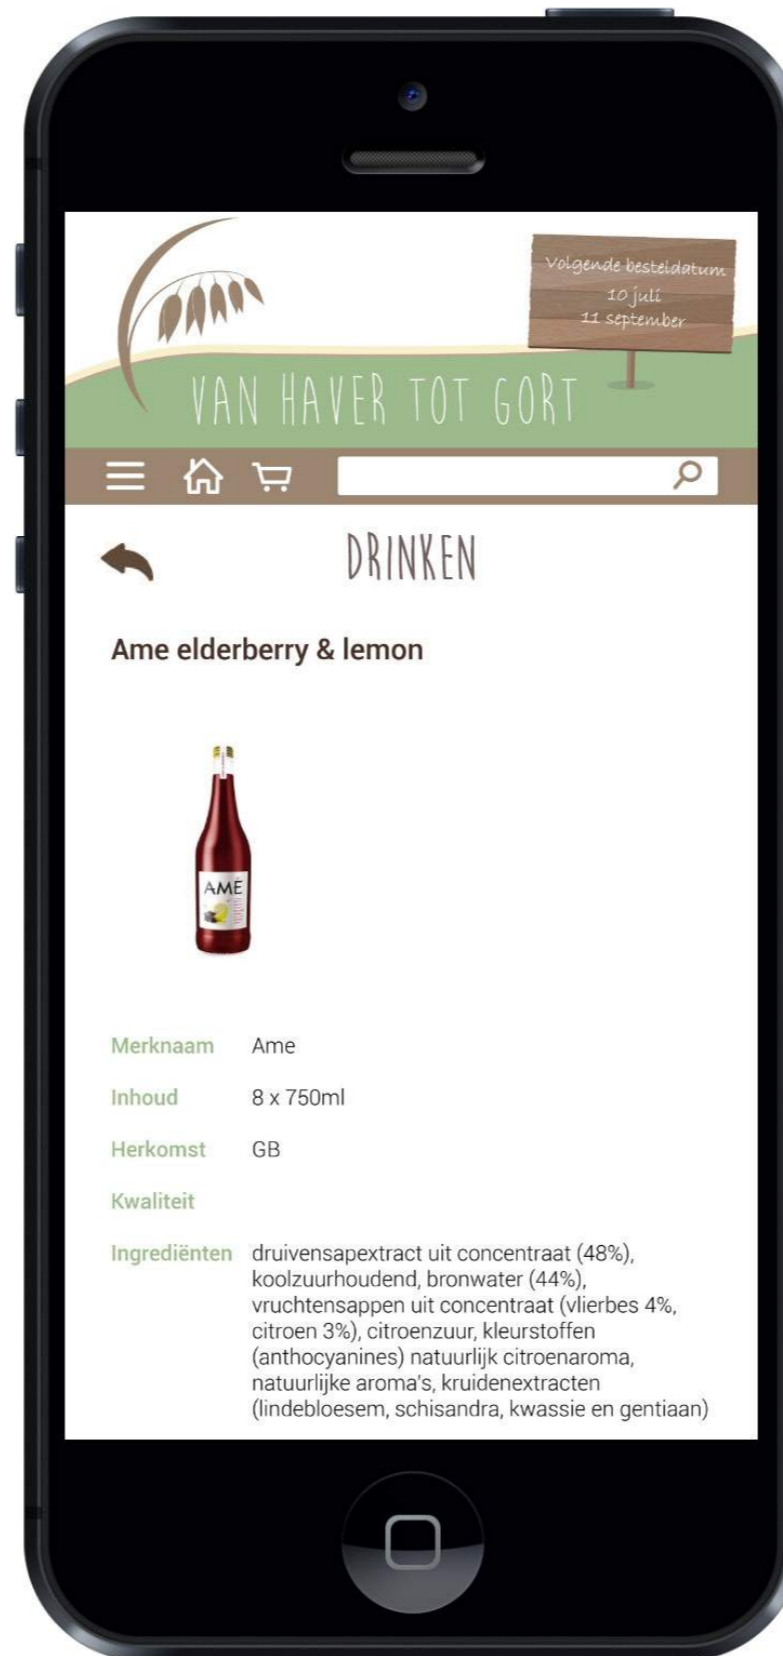 Volgende besteldatum
10 juli
11 september
VAN HAVER TOT GORT
DRINKEN
Ame elderberry & lemon
AMÉ
Merknaam Ame
Inhoud 8 x 750ml
Herkomst GB
Kwaliteit
Ingrediënten druivensapextract uit concentraat (48%),
koolzuurhoudend, bronwater (44%),
vruchtensappen uit concentraat (vlierbes 4%,
citroen 3%), citroenzuur, kleurstoffen
(anthocyanines) natuurlijk citroenaroma,
natuurlijke aroma's, kruidenextracten
(lindebloesem, schisandra, kwassie en gentiaan)